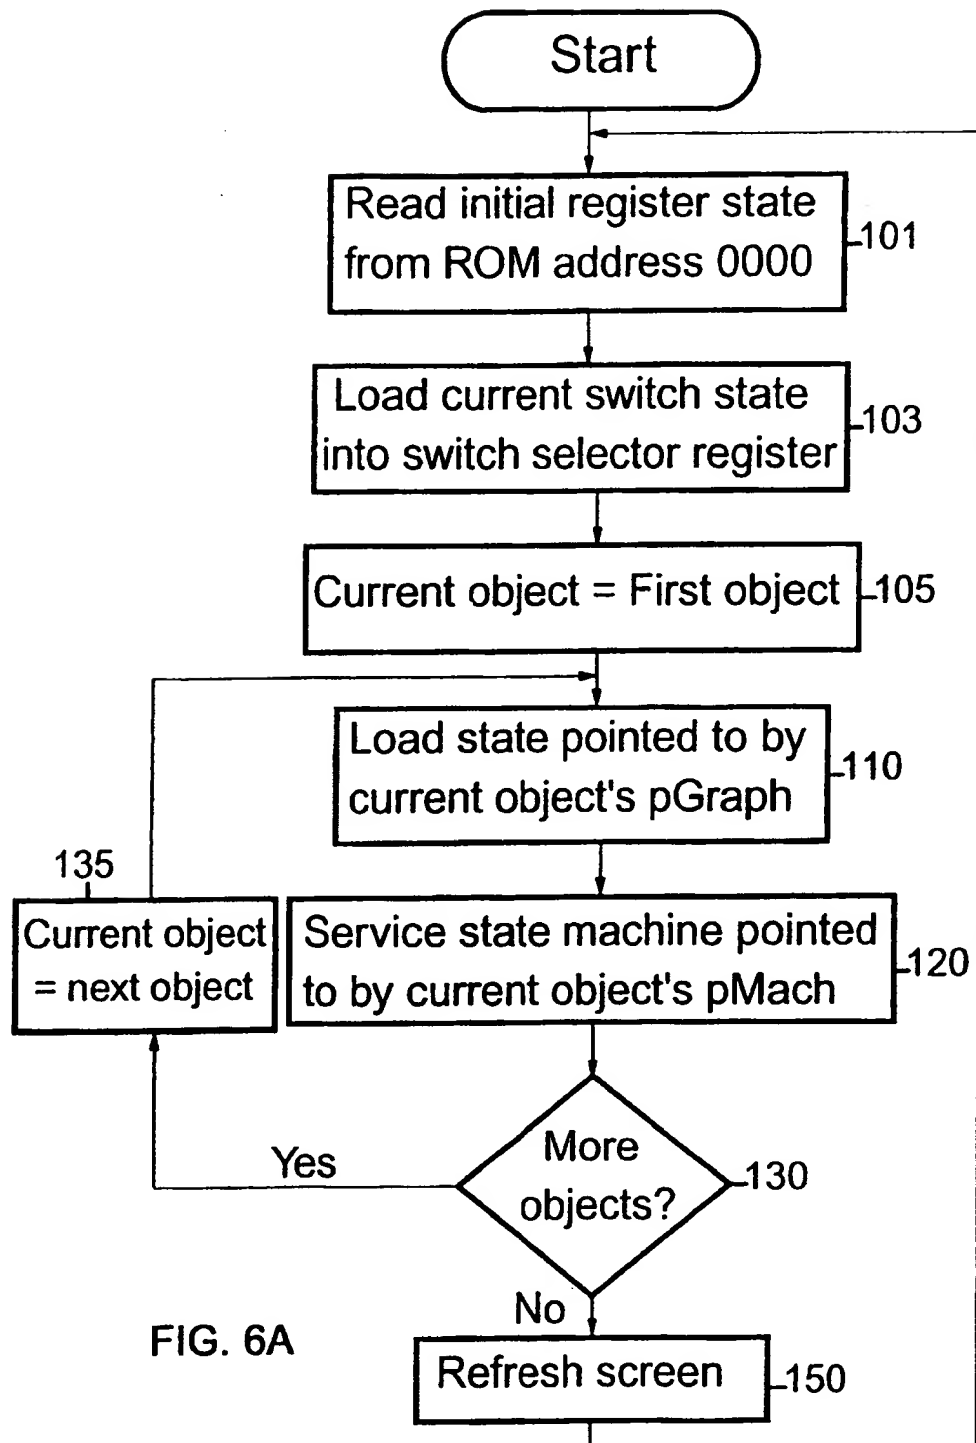 Start
Read initial register state
from ROM address 0000
101
Load current switch state
into switch selector register
103
Current object = First object
105
Load state pointed to by
current object's pGraph
110
135
Current object
= next object
Service state machine pointed
to by current object's pMach
120
More
objects?
130
Yes
No
FIG. 6A
Refresh screen
150